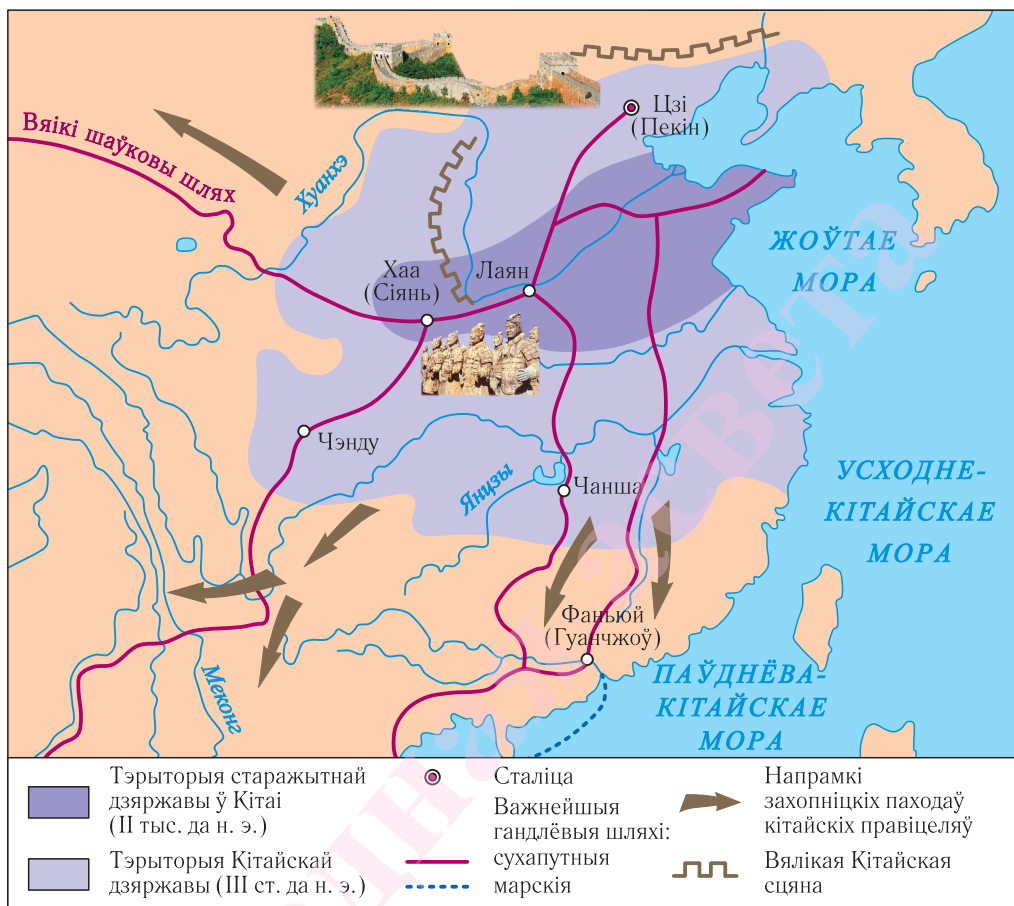 Цзі
(Пекін)
Вяікі шаўковы шлях
Хуанхэ
Хаа
(Сіянь)
Лаян
ЖОЎТАЕ
МОРА
Чэнду
Янцзы
Чанша
УСХОДНЕ-
КІТАЙСКАЕ
МОРА
Фаньюй
(Гуанчжоў)
Меконг
ПАЎДНЁВА-
КІТАЙСКАЕ
МОРА
Тэрыторыя старажытнай
дзяржавы ў Кітаі
(II тыс. да н. э.)
Тэрыторыя Кітайскай
дзяржавы (III ст. да н. э.)
Сталіца
Важнейшыя
гандлёвыя шляхі:
сухапутныя
марскія
Напрамкі
захопніцкіх паходаў
кітайскіх правіцеляў
Вялікая Кітайская
сцяна